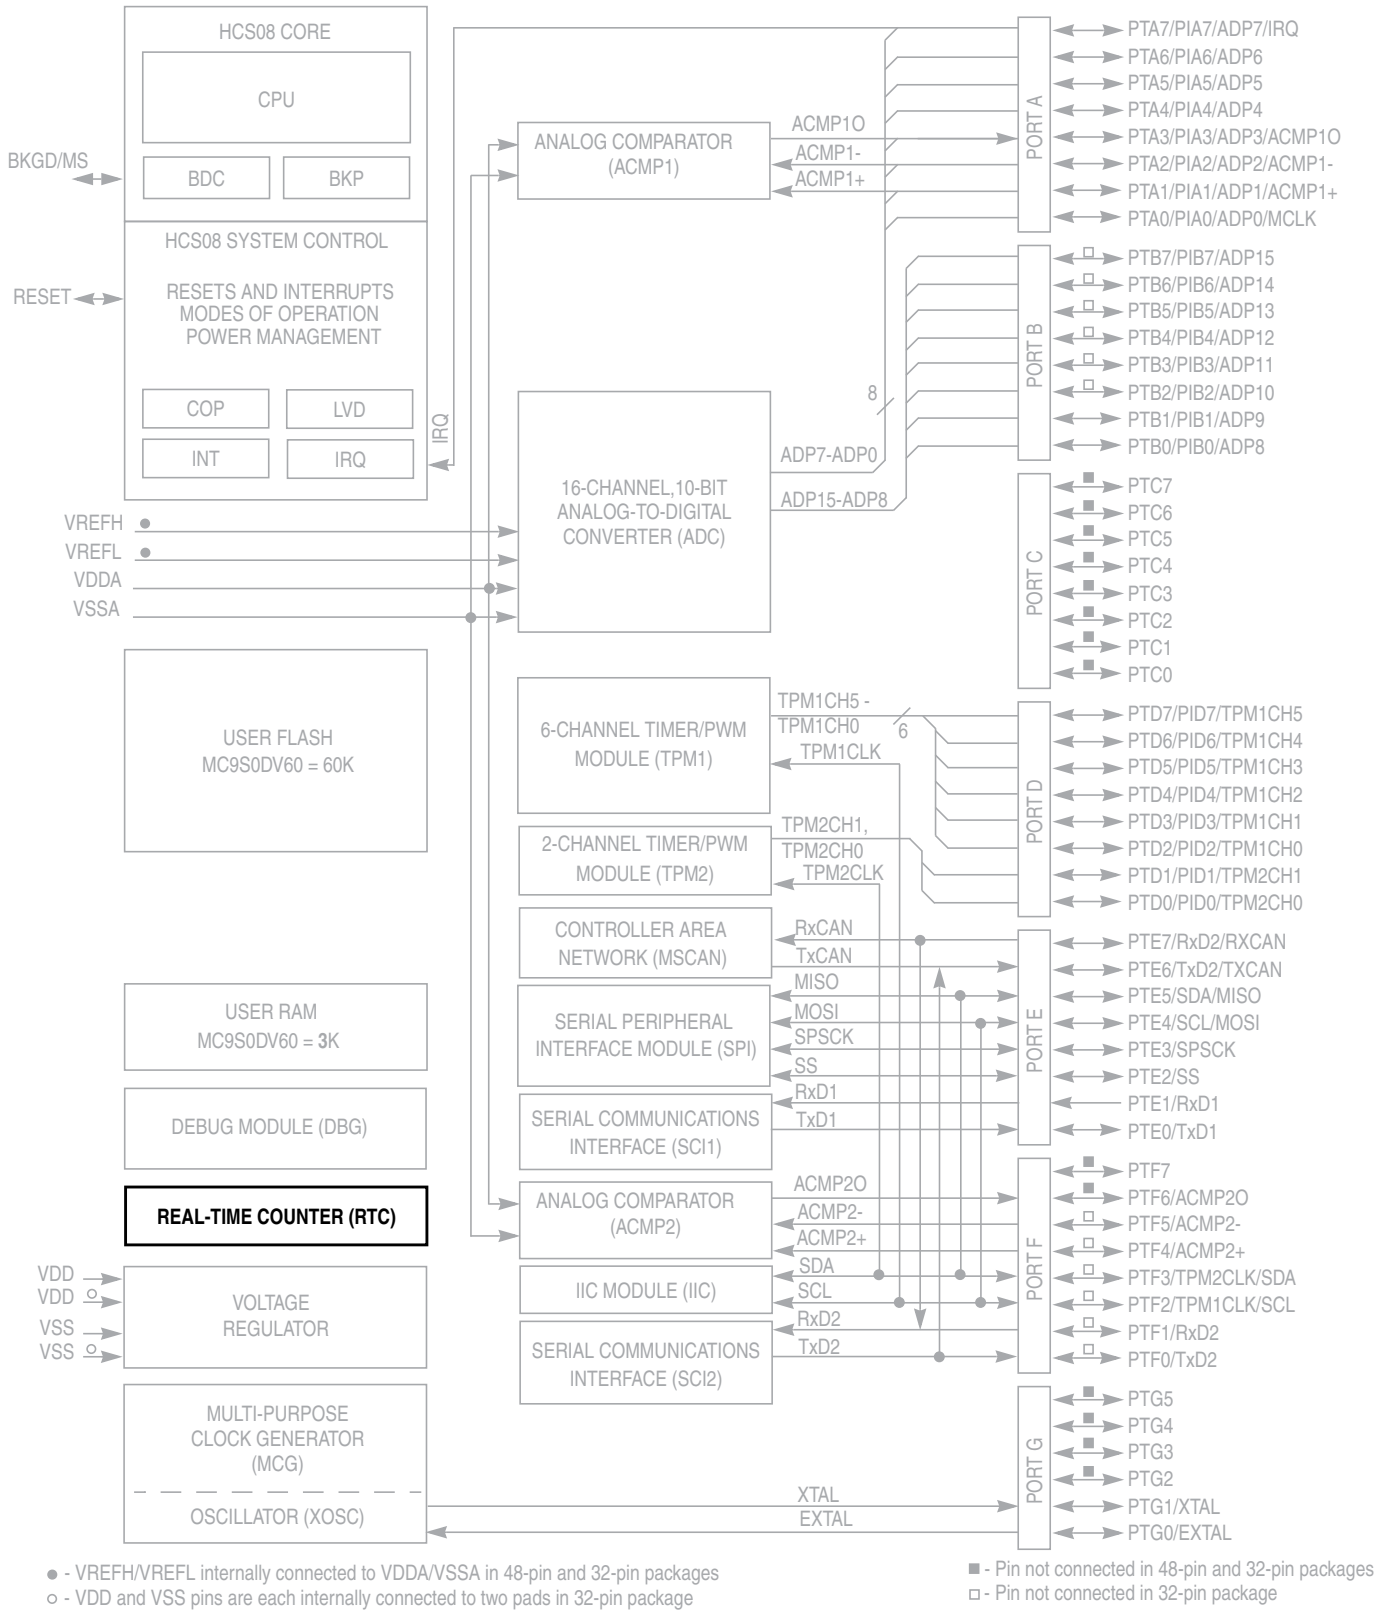 HCS08 CORE
CPU
BDC
BKP
BKGD/MS
HCS08 SYSTEM CONTROL
RESETS AND INTERRUPTS
MODES OF OPERATION
POWER MANAGEMENT
RESET
COP
LVD
INT
IRQ
IRQ
VREFH
VREFL
VDDA
VSSA
USER FLASH
MC9S0DV60 = 60K
USER RAM
MC9S0DV60 = 3K
DEBUG MODULE (DBG)
REAL-TIME COUNTER (RTC)
VDD
VDD
VSS
VSS
VOLTAGE
REGULATOR
MULTI-PURPOSE
CLOCK GENERATOR
(MCG)
OSCILLATOR (XOSC)
ANALOG COMPARATOR
(ACMP1)
ACMP1O
ACMP1-
ACMP1+
16-CHANNEL,10-BIT
ANALOG-TO-DIGITAL
CONVERTER (ADC)
8
ADP7-ADP0
ADP15-ADP8
6-CHANNEL TIMER/PWM
MODULE (TPM1)
TPM1CH5 -
TPM1CH0
6
TPM1CLK
2-CHANNEL TIMER/PWM
MODULE (TPM2)
TPM2CH1,
TPM2CH0
TPM2CLK
CONTROLLER AREA
NETWORK (MSCAN)
RxCAN
TxCAN
SERIAL PERIPHERAL
INTERFACE MODULE (SPI)
MISO
MOSI
SPSCK
SS
SERIAL COMMUNICATIONS
INTERFACE (SCI1)
RxD1
TxD1
ANALOG COMPARATOR
(ACMP2)
ACMP2O
ACMP2-
ACMP2+
IIC MODULE (IIC)
SDA
SCL
SERIAL COMMUNICATIONS
INTERFACE (SCI2)
RxD2
TxD2
XTAL
EXTAL
PORT A
PTA7/PIA7/ADP7/IRQ
PTA6/PIA6/ADP6
PTA5/PIA5/ADP5
PTA4/PIA4/ADP4
PTA3/PIA3/ADP3/ACMP1O
PTA2/PIA2/ADP2/ACMP1-
PTA1/PIA1/ADP1/ACMP1+
PTA0/PIA0/ADP0/MCLK
PORT B
PTB7/PIB7/ADP15
PTB6/PIB6/ADP14
PTB5/PIB5/ADP13
PTB4/PIB4/ADP12
PTB3/PIB3/ADP11
PTB2/PIB2/ADP10
PTB1/PIB1/ADP9
PTB0/PIB0/ADP8
PORT C
PTC7
PTC6
PTC5
PTC4
PTC3
PTC2
PTC1
PTC0
PORT D
PTD7/PID7/TPM1CH5
PTD6/PID6/TPM1CH4
PTD5/PID5/TPM1CH3
PTD4/PID4/TPM1CH2
PTD3/PID3/TPM1CH1
PTD2/PID2/TPM1CH0
PTD1/PID1/TPM2CH1
PTD0/PID0/TPM2CH0
PORT E
PTE7/RxD2/RXCAN
PTE6/TxD2/TXCAN
PTE5/SDA/MISO
PTE4/SCL/MOSI
PTE3/SPSCK
PTE2/SS
PTE1/RxD1
PTE0/TxD1
PORT F
PTF7
PTF6/ACMP2O
PTF5/ACMP2-
PTF4/ACMP2+
PTF3/TPM2CLK/SDA
PTF2/TPM1CLK/SCL
PTF1/RxD2
PTF0/TxD2
PORT G
PTG5
PTG4
PTG3
PTG2
PTG1/XTAL
PTG0/EXTAL
● - VREFH/VREFL internally connected to VDDA/VSSA in 48-pin and 32-pin packages
○ - VDD and VSS pins are each internally connected to two pads in 32-pin package
■ - Pin not connected in 48-pin and 32-pin packages
□ - Pin not connected in 32-pin package